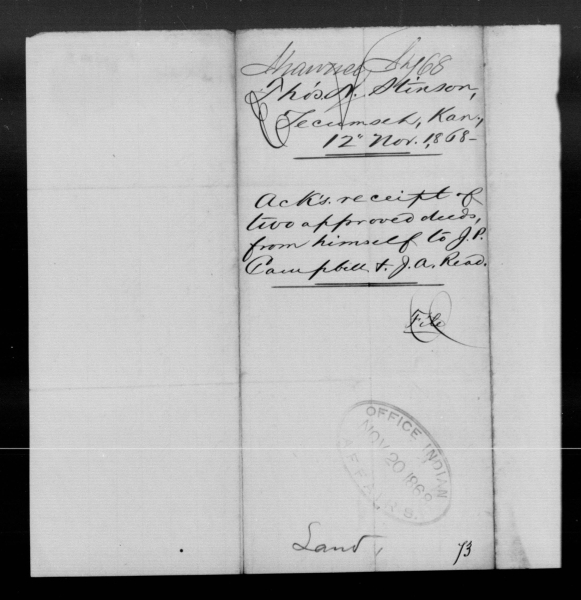 Shawnee S 468
Thos. N. Stinson,
Tecumseh, Kan,
12" Nov. 1868-
Acks. receipt of
two approved deeds,
from himself to J.P.
Campbell & J.A. Read.
File
OFFICE INDIAN
NOV 20 1868
AFFAIRS.
Land,
73